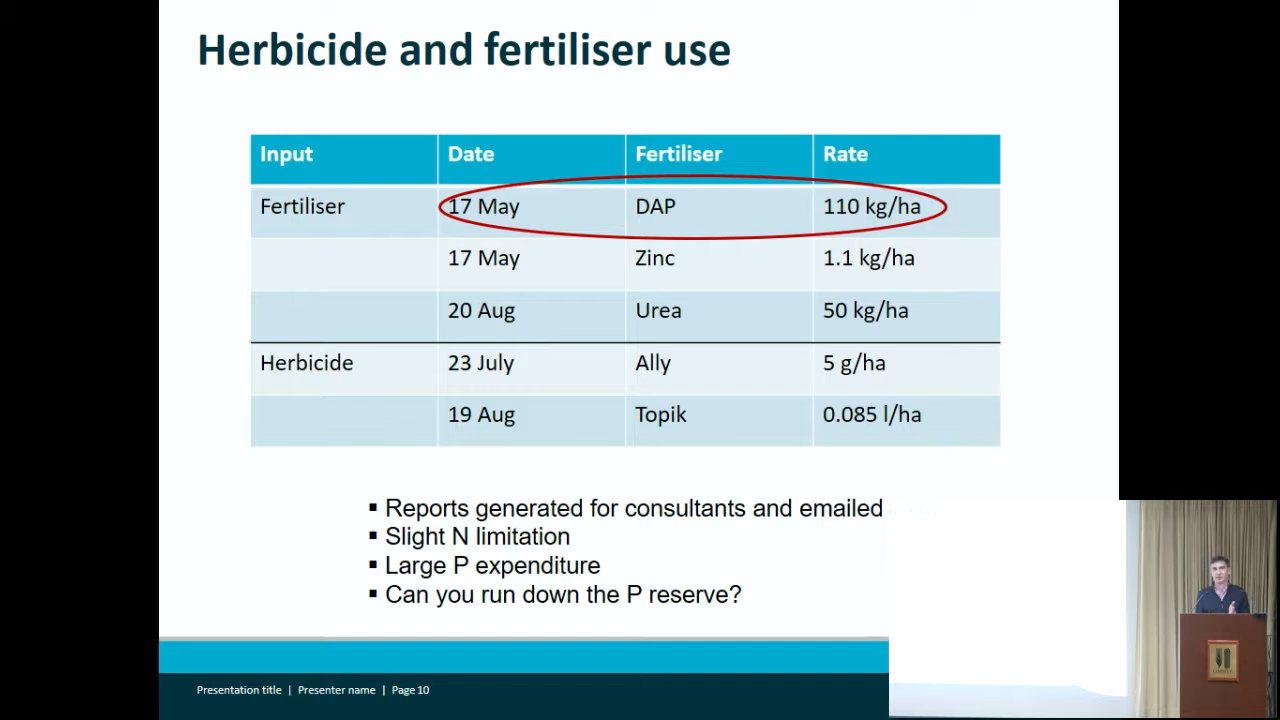 Herbicide and fertiliser use
Input Date Fertiliser Rate
Fertiliser 17 May DAP 110 kg/ha
17 May Zinc 1.1 kg/ha
20 Aug Urea 50 kg/ha
Herbicide 23 July Ally 5 g/ha
19 Aug Topik 0.085 l/ha
▪ Reports generated for consultants and emailed
▪ Slight N limitation
▪ Large P expenditure
▪ Can you run down the P reserve?
Presentation title | Presenter name | Page 10